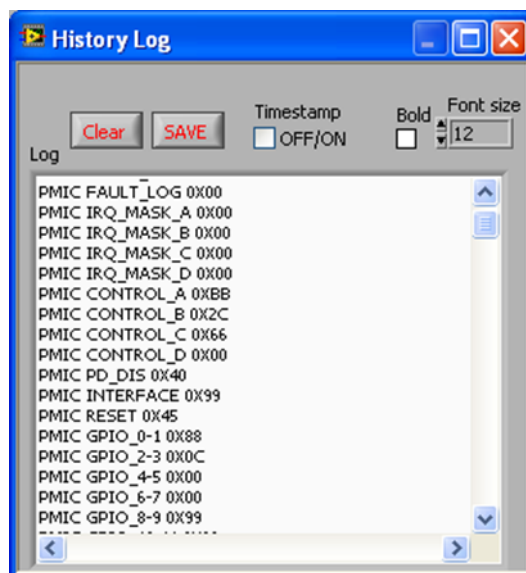 History Log
Clear
SAVE
Timestamp
OFF/ON
Bold
Font size
12
Log
PMIC FAULT_LOG 0X00
PMIC IRQ_MASK_A 0X00
PMIC IRQ_MASK_B 0X00
PMIC IRQ_MASK_C 0X00
PMIC IRQ_MASK_D 0X00
PMIC CONTROL_A 0XBB
PMIC CONTROL_B 0X2C
PMIC CONTROL_C 0X66
PMIC CONTROL_D 0X00
PMIC PD_DIS 0X40
PMIC INTERFACE 0X99
PMIC RESET 0X45
PMIC GPIO_0-1 0X88
PMIC GPIO_2-3 0X0C
PMIC GPIO_4-5 0X00
PMIC GPIO_6-7 0X00
PMIC GPIO_8-9 0X99